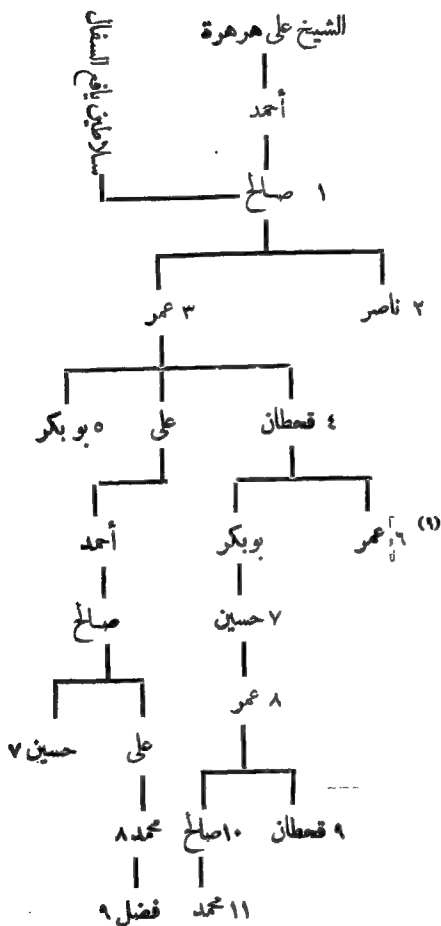 الشيخ على هرهرة
سلاطين يافع السفال
أحمد
١ صالح
٢ ناصر
٣ عمر
٤ قحطان
على
٥ بو بكر
(٩)
٦ عمر
بوبكر
أحمد
٧ حسين
صالح
٨ عمر
على
حسين ٧
٩ قحطان
١٠ صالح
محمد ٨
١١ محمد
فضل ٩